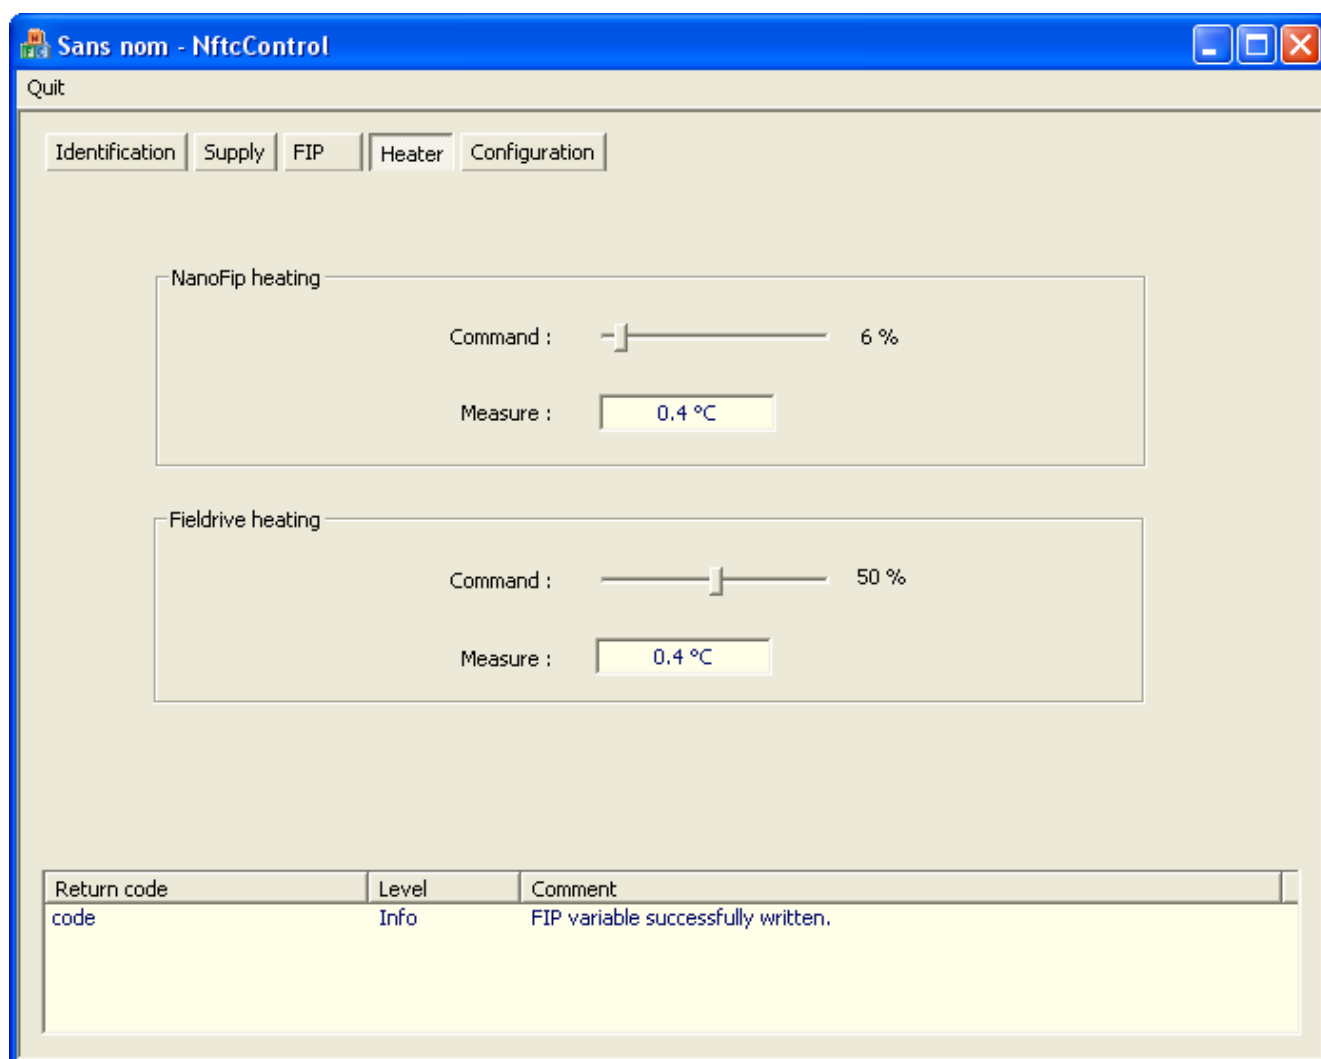 Sans nom - NftcControl
Quit
Identification Supply FIP Heater Configuration
NanoFip heating
Command : 6 %
Measure : 0.4 °C
Fieldrive heating
Command : 50 %
Measure : 0.4 °C
Return code Level Comment
code Info FIP variable successfully written.